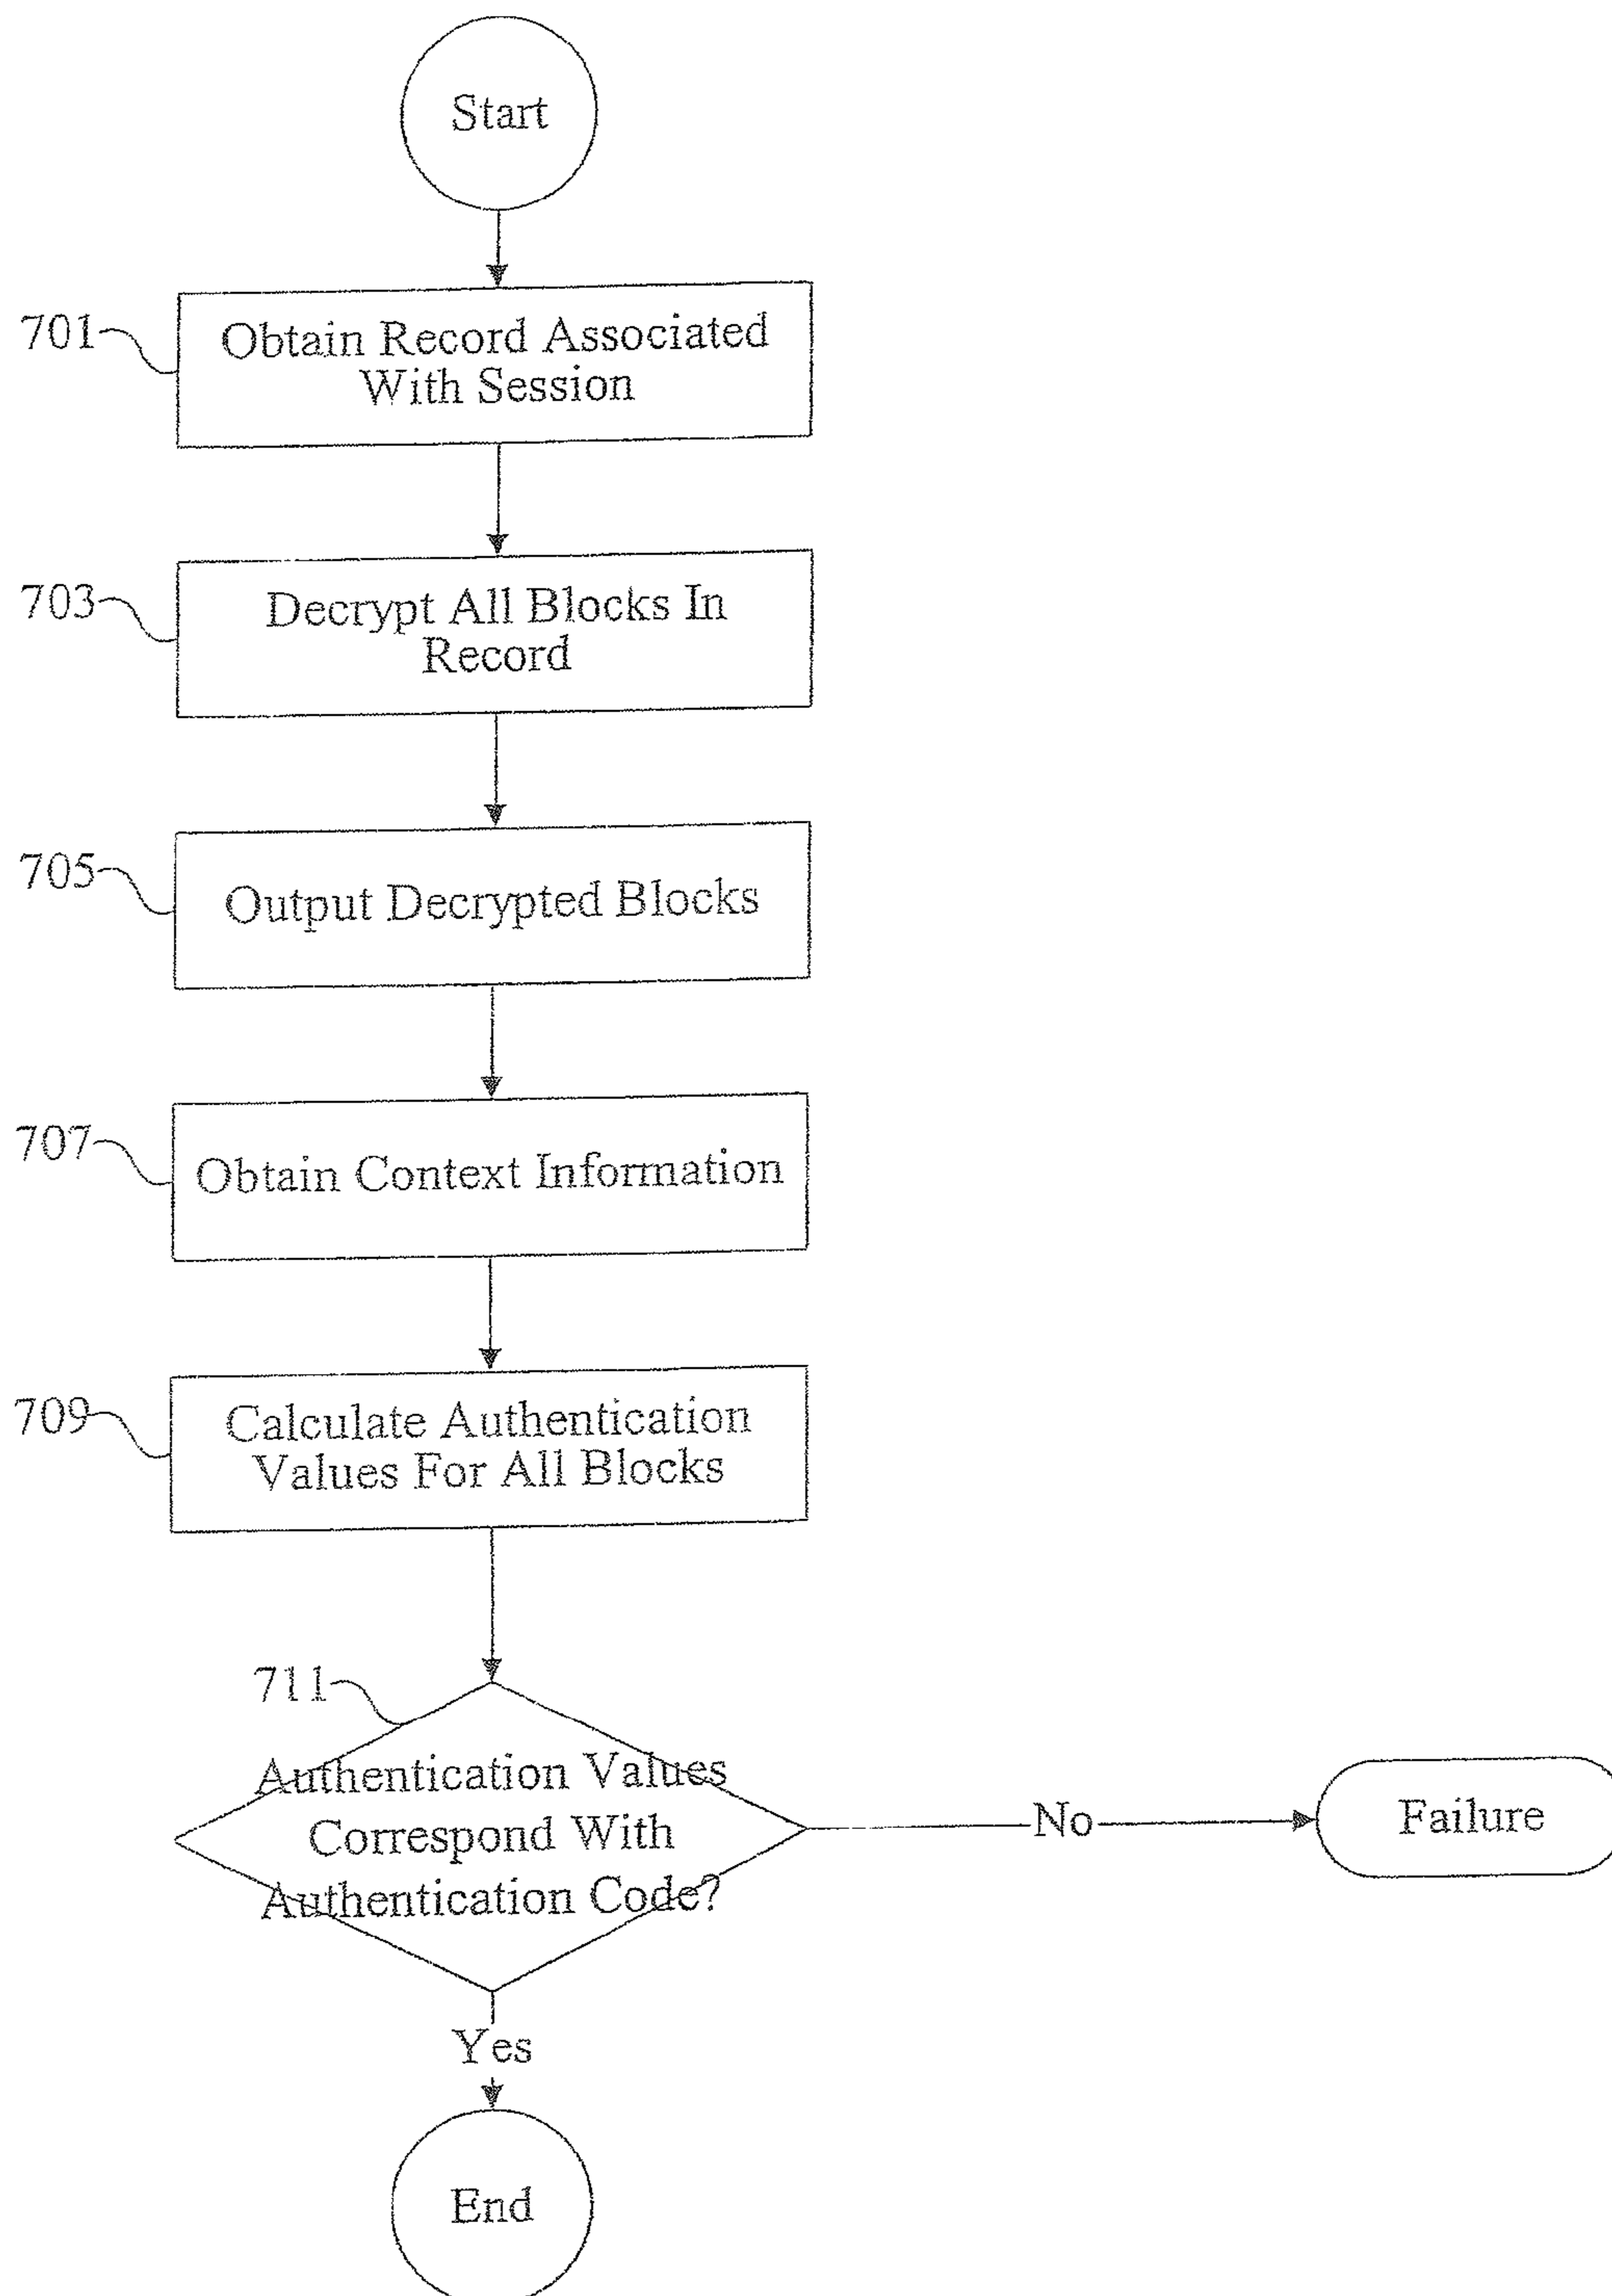 Start
701
Obtain Record Associated
With Session
703
Decrypt All Blocks In
Record
705
Output Decrypted Blocks
707
Obtain Context Information
709
Calculate Authentication
Values For All Blocks
711
Authentication Values
Correspond With
Authentication Code?
No
Failure
Yes
End